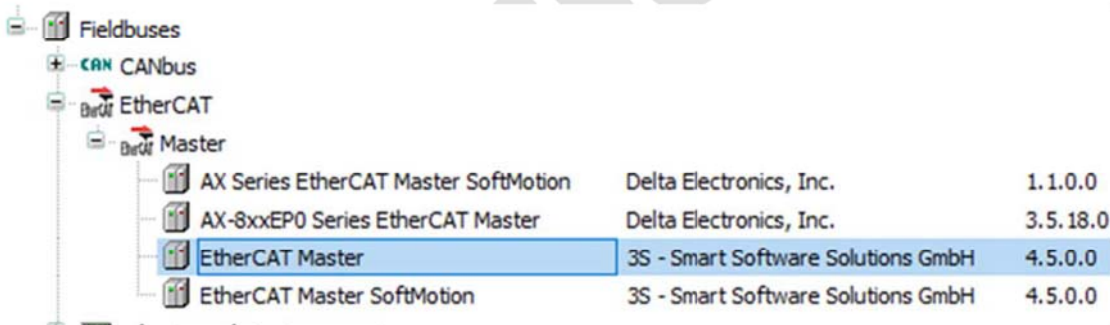 Fieldbuses
CAN CANbus
EtherCAT
Master
AX Series EtherCAT Master SoftMotion Delta Electronics, Inc. 1.1.0.0
AX-8xxEP0 Series EtherCAT Master Delta Electronics, Inc. 3.5.18.0
EtherCAT Master 3S - Smart Software Solutions GmbH 4.5.0.0
EtherCAT Master SoftMotion 3S - Smart Software Solutions GmbH 4.5.0.0